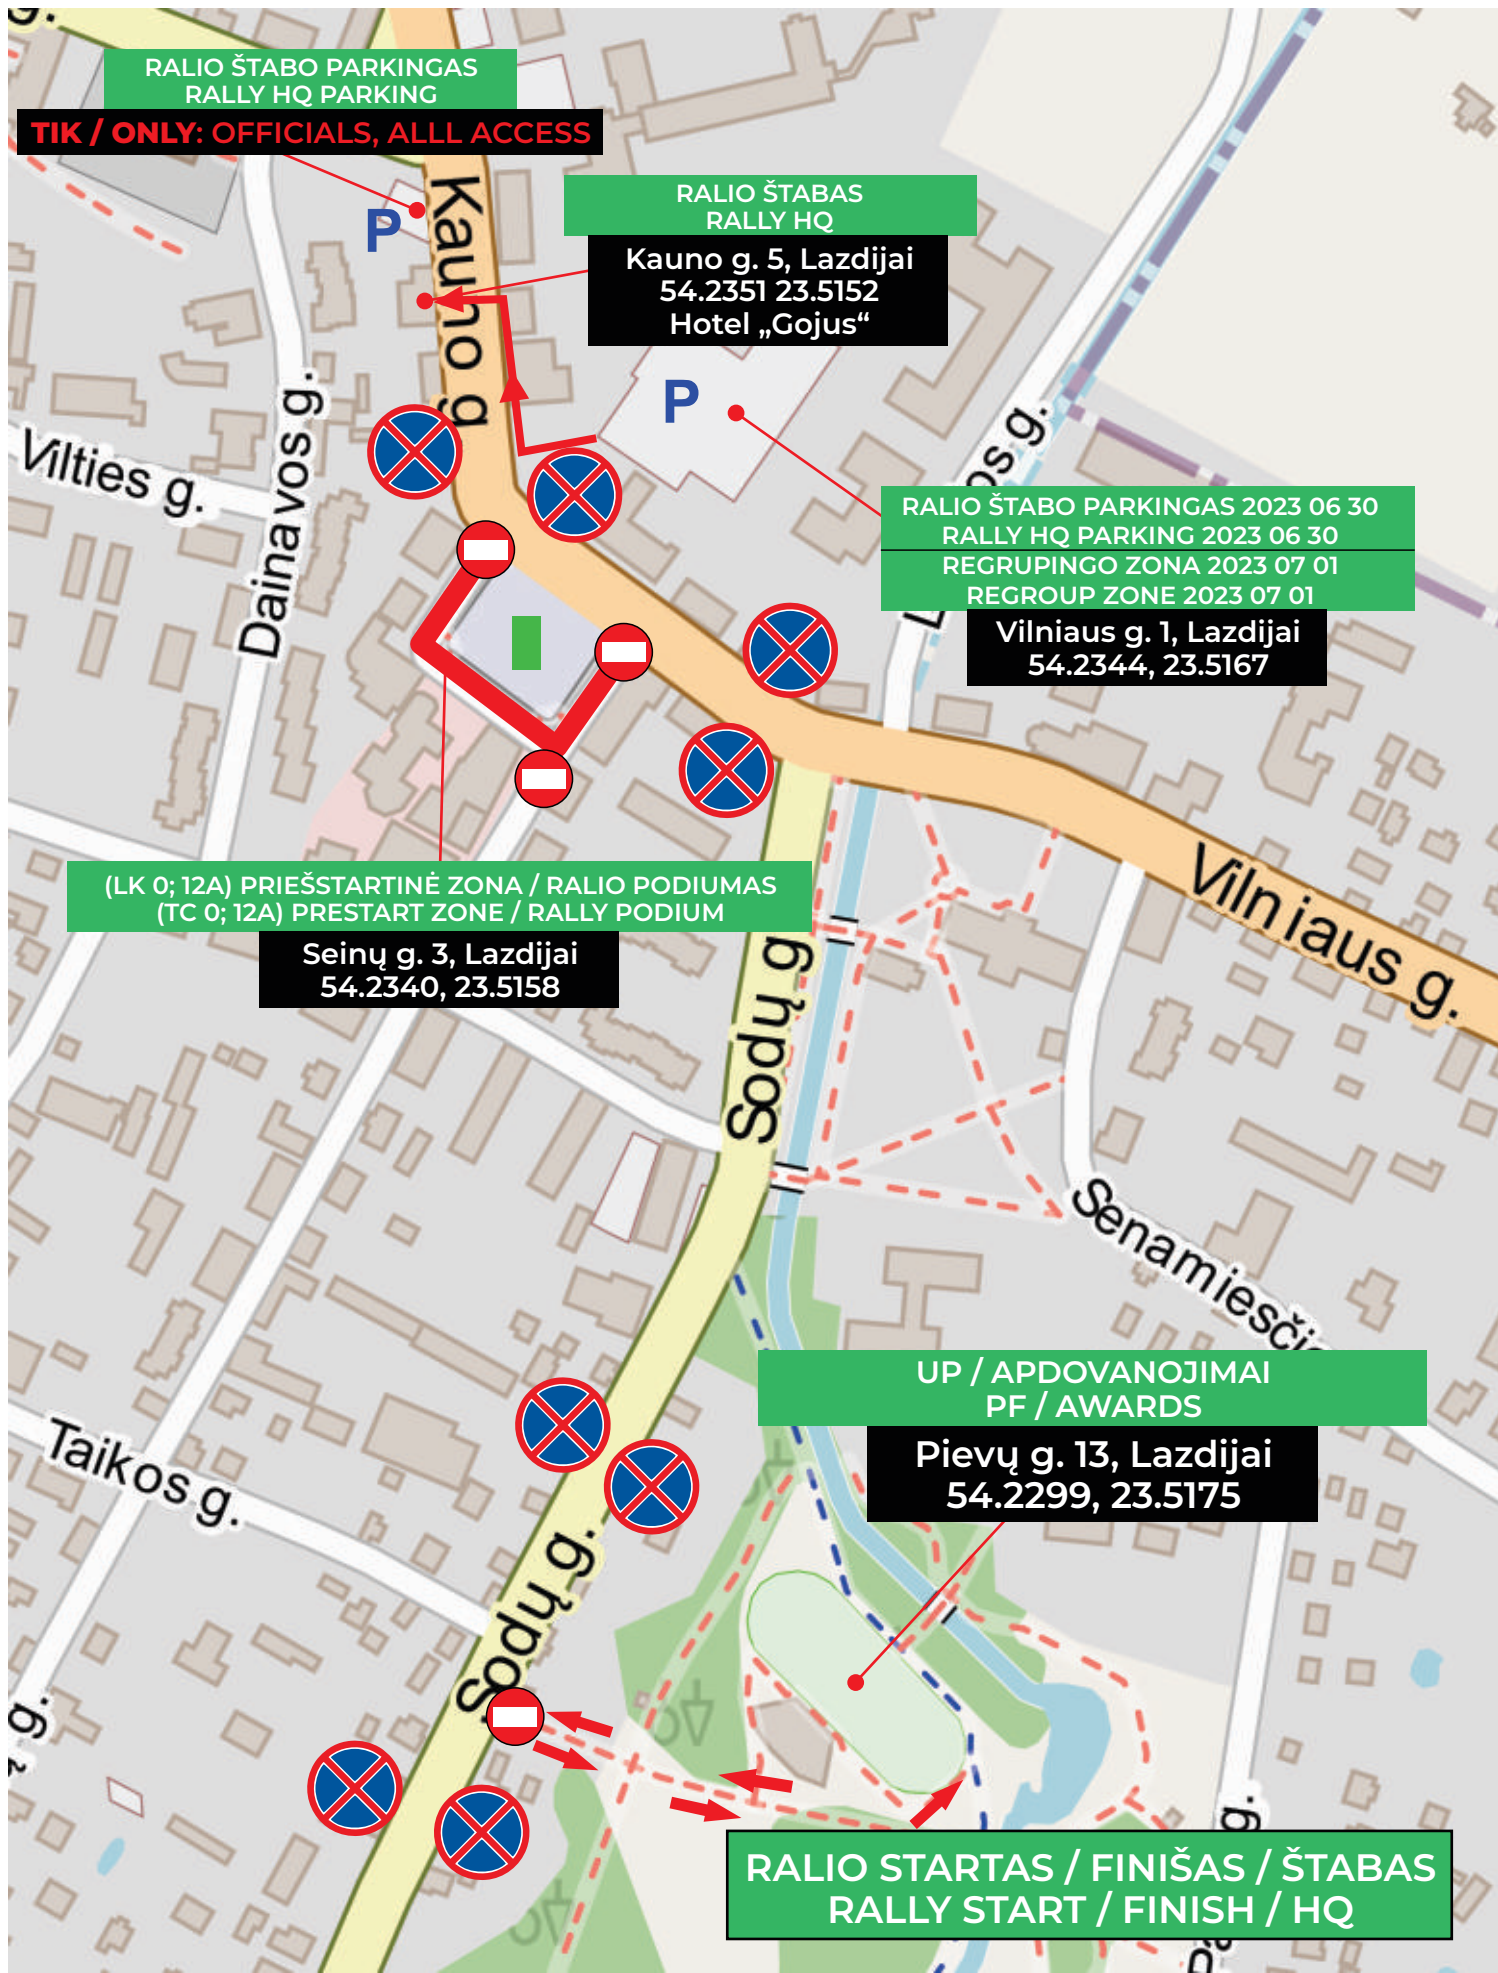 g.
RALIO ŠTABO PARKINGAS
RALLY HQ PARKING
TIK / ONLY: OFFICIALS, ALLL ACCESS
P
Kauno g
RALIO ŠTABAS
RALLY HQ
Kauno g. 5, Lazdijai
54.2351 23.5152
Hotel „Gojus“
P
Vilties g.
Dainavos g.
os g.
RALIO ŠTABO PARKINGAS 2023 06 30
RALLY HQ PARKING 2023 06 30
REGRUPINGO ZONA 2023 07 01
REGROUP ZONE 2023 07 01
Vilniaus g. 1, Lazdijai
54.2344, 23.5167
(LK 0; 12A) PRIEŠSTARTINĖ ZONA / RALIO PODIUMAS
(TC 0; 12A) PRESTART ZONE / RALLY PODIUM
Seinų g. 3, Lazdijai
54.2340, 23.5158
Vilniaus g.
Sodų g
Senamiesči
UP / APDOVANOJIMAI
PF / AWARDS
Pievų g. 13, Lazdijai
54.2299, 23.5175
Taikos g.
Sodų g.
ų g.
g.
RALIO STARTAS / FINIŠAS / ŠTABAS
RALLY START / FINISH / HQ